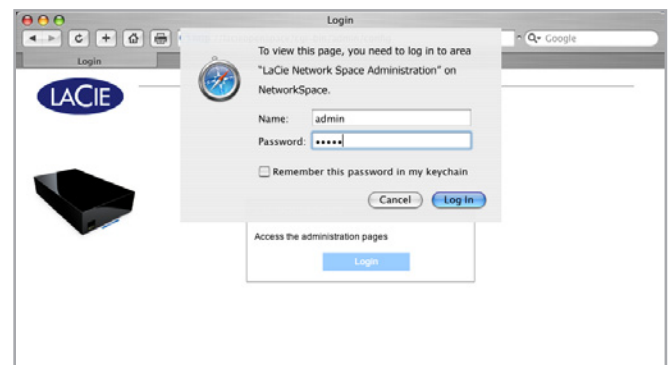 Login
Google
Login
To view this page, you need to log in to area
“LaCie Network Space Administration” on
NetworkSpace.
Name: admin
Password: •••••
Remember this password in my keychain
Cancel Log In
LACIE
Access the administration pages
Login